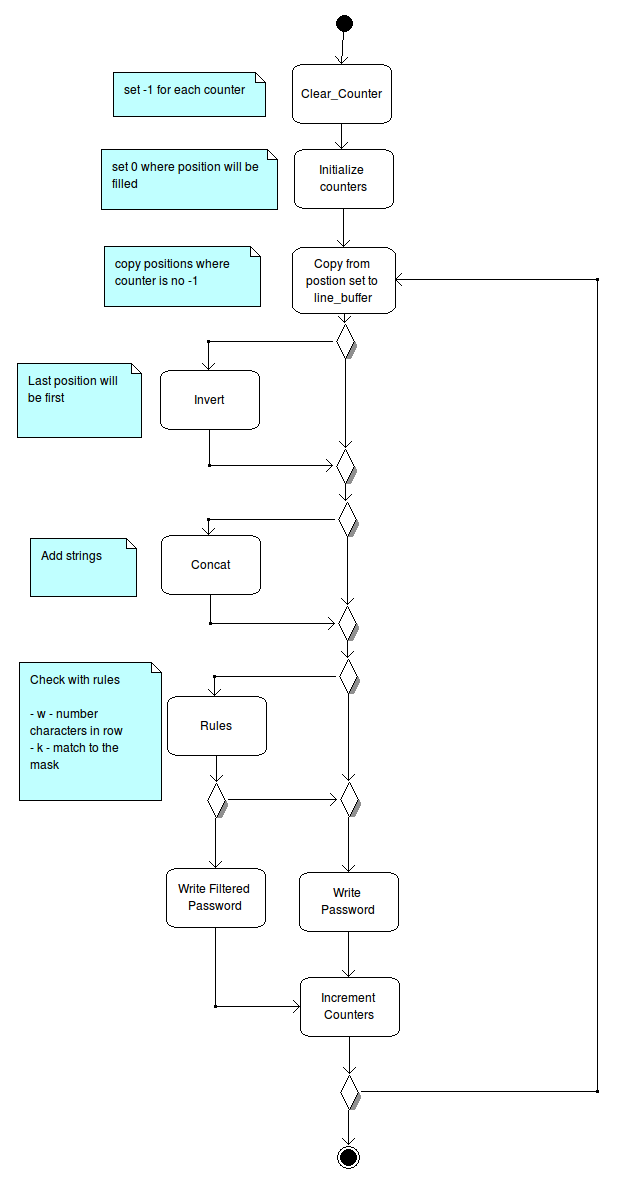 set -1 for each counter
Clear_Counter
set 0 where position will be
filled
Initialize
counters
copy positions where
counter is no -1
Copy from
postion set to
line_buffer
Last position will
be first
Invert
Add strings
Concat
Check with rules
- w - number
characters in row
- k - match to the
mask
Rules
Write Filtered
Password
Write
Password
Increment
Counters